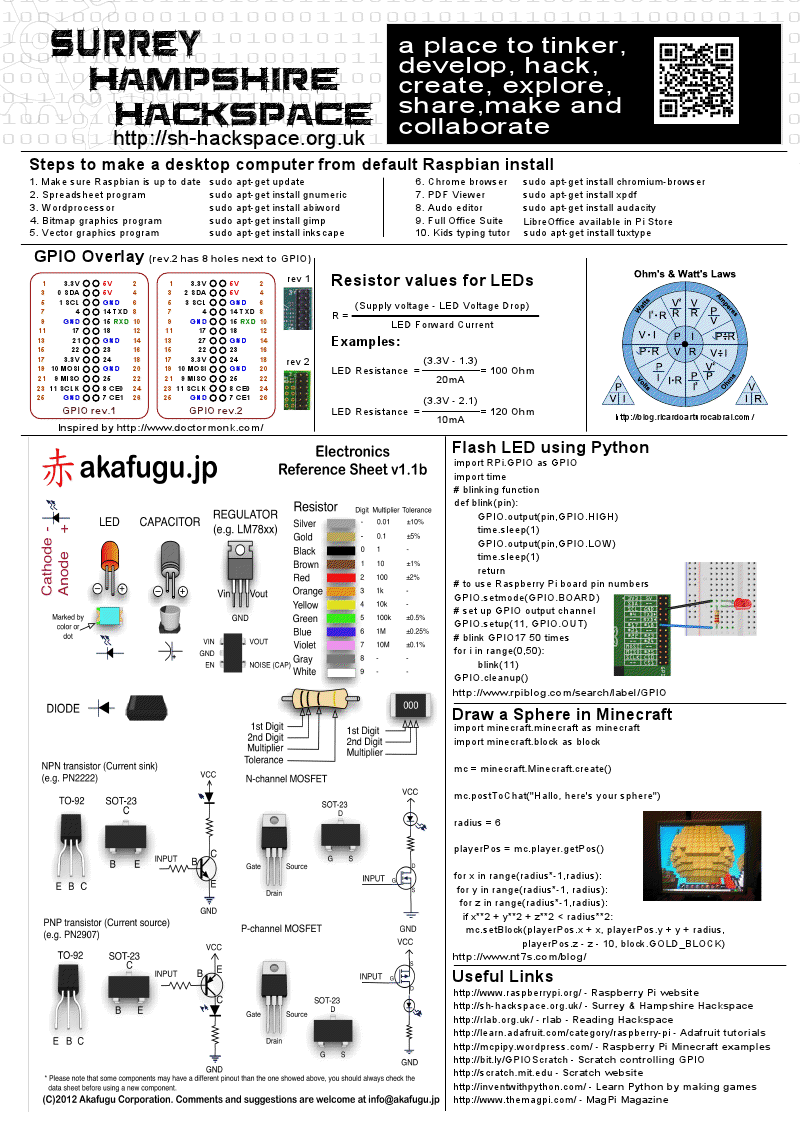 SURREY
HAMPSHIRE
HACKSPACE
http://sh-hackspace.org.uk
a place to tinker,
develop, hack,
create, explore,
share,make and
collaborate
Steps to make a desktop computer from default Raspbian install
1. Make sure Raspbian is up to date sudo apt-get update
2. Spreadsheet program sudo apt-get install gnumeric
3. Wordprocessor sudo apt-get install abiword
4. Bitmap graphics program sudo apt-get install gimp
5. Vector graphics program sudo apt-get install inkscape
6. Chrome browser sudo apt-get install chromium-browser
7. PDF Viewer sudo apt-get install xpdf
8. Audo editor sudo apt-get install audacity
9. Full Office Suite LibreOffice available in Pi Store
10. Kids typing tutor sudo apt-get install tuxtype
GPIO Overlay (rev.2 has 8 holes next to GPIO)
1 3.3V 5V 2
3 0 SDA 5V 4
5 1 SCL GND 6
7 4 14 TXD 8
9 GND 15 RXD 10
11 17 18 12
13 21 GND 14
15 22 23 16
17 3.3V 24 18
19 10 MOSI GND 20
21 9 MISO 25 22
23 11 SCLK 8 CE0 24
25 GND 7 CE1 26
GPIO rev.1
1 3.3V 5V 2
3 2 SDA 5V 4
5 3 SCL GND 6
7 4 14 TXD 8
9 GND 15 RXD 10
11 17 18 12
13 27 GND 14
15 22 23 16
17 3.3V 24 18
19 10 MOSI GND 20
21 9 MISO 25 22
23 11 SCLK 8 CE0 24
25 GND 7 CE1 26
GPIO rev.2
rev 1
rev 2
Inspired by http://www.doctormonk.com/
Resistor values for LEDs
R = (Supply voltage - LED Voltage Drop)
LED Forward Current
Examples:
LED Resistance = (3.3V - 1.3) = 100 Ohm
20mA
LED Resistance = (3.3V - 2.1) = 120 Ohm
10mA
Ohm's & Watt's Laws
Watts
Amperes
Volts
Ohms
P I
V R
P
V I
V
I R
http://blog.ricardoarturocabral.com/
赤 akafugu.jp
Electronics
Reference Sheet v1.1b
Cathode -
Anode +
LED
CAPACITOR
REGULATOR
(e.g. LM78xx)
Vin Vout
GND
Marked by
color or
dot
VIN VOUT
GND
EN NOISE (CAP)
Resistor Digit Multiplier Tolerance
Silver - 0.01 ±10%
Gold - 0.1 ±5%
Black 0 1 -
Brown 1 10 ±1%
Red 2 100 ±2%
Orange 3 1k -
Yellow 4 10k -
Green 5 100k ±0.5%
Blue 6 1M ±0.25%
Violet 7 10M ±0.1%
Gray 8 - -
White 9 - -
DIODE
1st Digit
2nd Digit
Multiplier
Tolerance
000
1st Digit
2nd Digit
Multiplier
NPN transistor (Current sink)
(e.g. PN2222)
TO-92
E B C
SOT-23
C
B E
VCC
INPUT
B
C
E
GND
N-channel MOSFET
Gate Source
Drain
SOT-23
D
G S
VCC
INPUT
G
D
S
GND
PNP transistor (Current source)
(e.g. PN2907)
TO-92
E B C
SOT-23
C
B E
VCC
INPUT
B
E
C
GND
P-channel MOSFET
Gate Source
Drain
SOT-23
D
G S
VCC
INPUT
G
S
D
GND
* Please note that some components may have a different pinout than the one showed above, you should always check the
data sheet before using a new component.
(C)2012 Akafugu Corporation. Comments and suggestions are welcome at info@akafugu.jp
Flash LED using Python
import RPi.GPIO as GPIO
import time
# blinking function
def blink(pin):
GPIO.output(pin,GPIO.HIGH)
time.sleep(1)
GPIO.output(pin,GPIO.LOW)
time.sleep(1)
return
# to use Raspberry Pi board pin numbers
GPIO.setmode(GPIO.BOARD)
# set up GPIO output channel
GPIO.setup(11, GPIO.OUT)
# blink GPIO17 50 times
for i in range(0,50):
blink(11)
GPIO.cleanup()
http://www.rpiblog.com/search/label/GPIO
Draw a Sphere in Minecraft
import minecraft.minecraft as minecraft
import minecraft.block as block
mc = minecraft.Minecraft.create()
mc.postToChat("Hallo, here's your sphere")
radius = 6
playerPos = mc.player.getPos()
for x in range(radius*-1,radius):
for y in range(radius*-1, radius):
for z in range(radius*-1,radius):
if x**2 + y**2 + z**2 < radius**2:
mc.setBlock(playerPos.x + x, playerPos.y + y + radius,
playerPos.z - z - 10, block.GOLD_BLOCK)
http://www.nt7s.com/blog/
Useful Links
http://www.raspberrypi.org/ - Raspberry Pi website
http://sh-hackspace.org.uk/ - Surrey & Hampshire Hackspace
http://rlab.org.uk/ - rlab - Reading Hackspace
http://learn.adafruit.com/category/raspberry-pi - Adafruit tutorials
http://mcpipy.wordpress.com/ - Raspberry Pi Minecraft examples
http://bit.ly/GPIOScratch - Scratch controlling GPIO
http://scratch.mit.edu - Scratch website
http://inventwithpython.com/ - Learn Python by making games
http://www.themagpi.com/ - MagPi Magazine